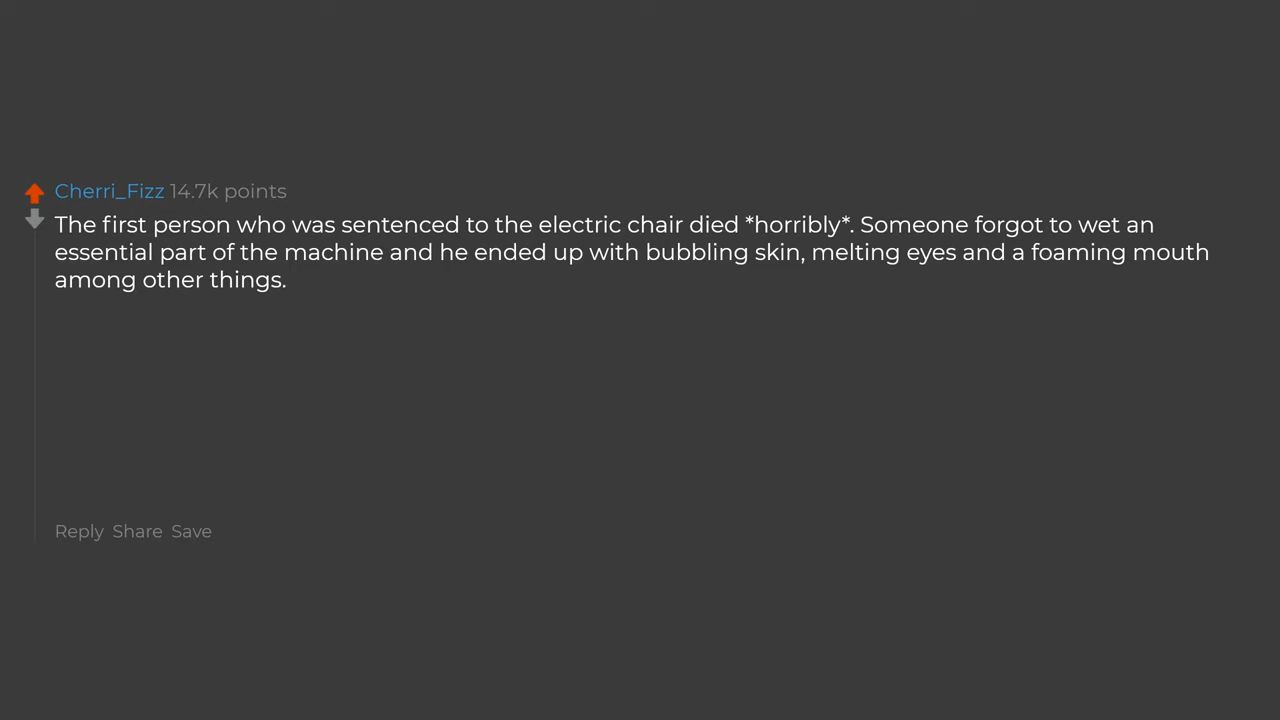 Cherri_Fizz 14.7k points
The first person who was sentenced to the electric chair died *horribly*. Someone forgot to wet an
essential part of the machine and he ended up with bubbling skin, melting eyes and a foaming mouth
among other things.
Reply Share Save